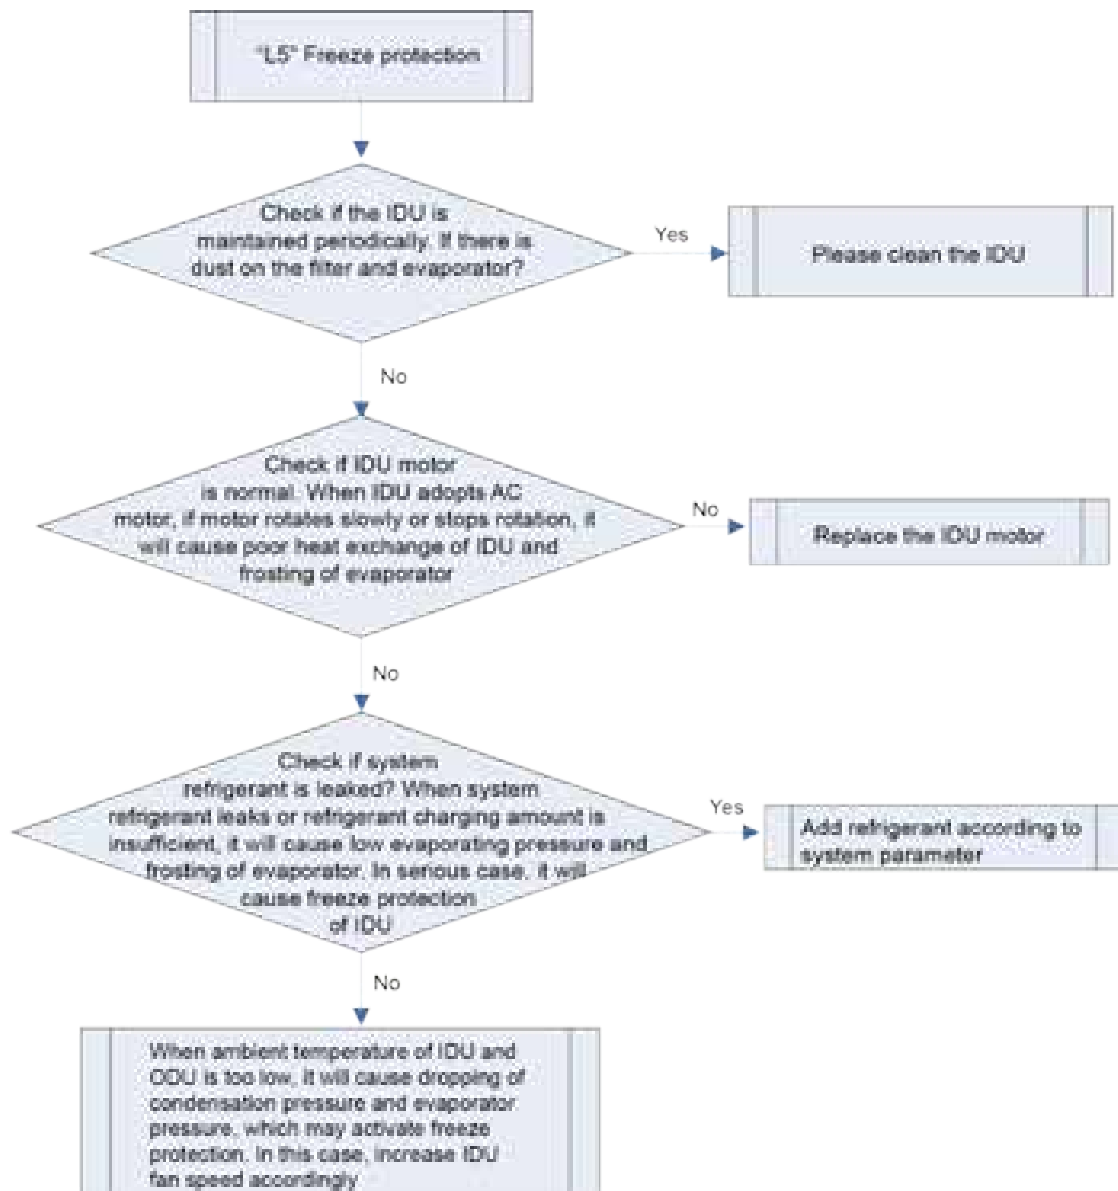 "L5" Freeze protection
Check if the IDU is
maintained periodically. If there is
dust on the filter and evaporator?
Yes
Please clean the IDU
No
Check if IDU motor
is normal. When IDU adopts AC
motor, if motor rotates slowly or stops rotation, it
will cause poor heat exchange of IDU and
frosting of evaporator
No
Replace the IDU motor
No
Check if system
refrigerant is leaked? When system
refrigerant leaks or refrigerant charging amount is
insufficient, it will cause low evaporating pressure and
frosting of evaporator. In serious case, it will
cause freeze protection
of IDU
Yes
Add refrigerant according to
system parameter
No
When ambient temperature of IDU and
ODU is too low, it will cause dropping of
condensation pressure and evaporator
pressure, which may activate freeze
protection. In this case, increase IDU
fan speed accordingly